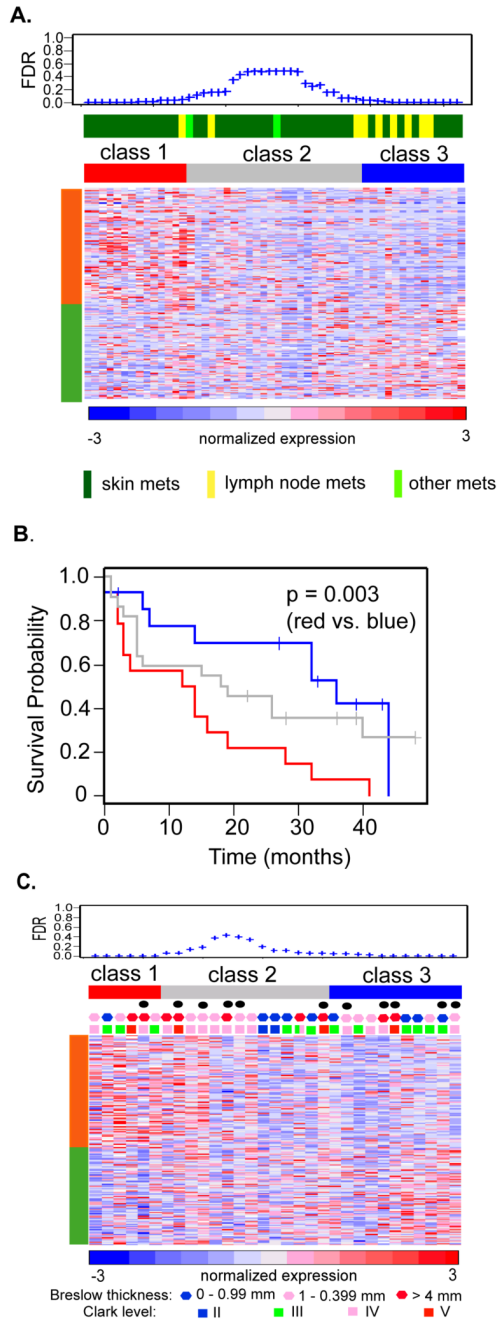 A.
FDR
1.0
0.8
0.6
0.4
0.2
0.0
class 1 class 2 class 3
-3 normalized expression 3
skin mets lymph node mets other mets
B.
Survival Probability
1.0
0.8
0.6
0.4
0.2
0
p = 0.003
(red vs. blue)
0 10 20 30 40
Time (months)
C.
FDR
1.0
0.8
0.6
0.4
0.2
0.0
class 1 class 2 class 3
-3 normalized expression 3
Breslow thickness: 0 - 0.99 mm 1 - 0.399 mm > 4 mm
Clark level: II III IV V